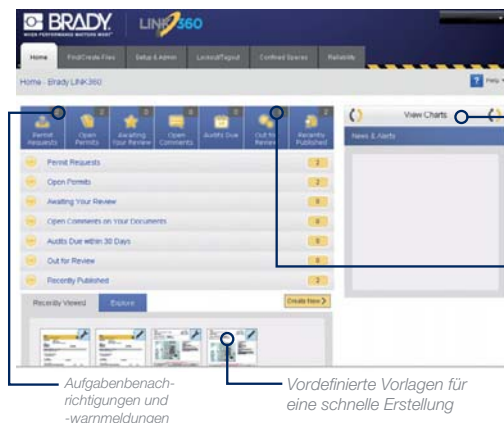 BRADY.
WHEN PERFORMANCE MATTERS MOST™
LINK360
Home
Find/Create Files
Setup & Admin
Lockout/Tagout
Confined Spaces
Reliability
Home - Brady LINK360
? Help
Permit Requests
Open Permits
Awaiting Your Review
Open Comments
Audits Due
Out for Review
Recently Published
View Charts
News & Alerts
Permit Requests 2
Open Permits 2
Awaiting Your Review
Open Comments on Your Documents
Audits Due within 30 Days
Out for Review
Recently Published 2
Recently Viewed
Explore
Create New
Aufgabenbenach-
richtigungen und
-warnmeldungen
Vordefinierte Vorlagen für
eine schnelle Erstellung